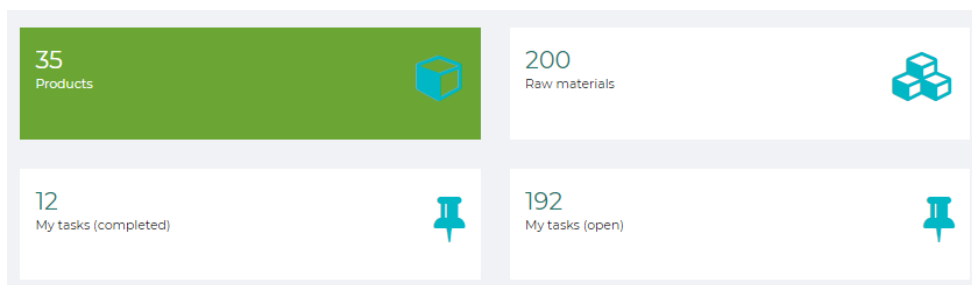 35
Products
200
Raw materials
12
My tasks (completed)
192
My tasks (open)